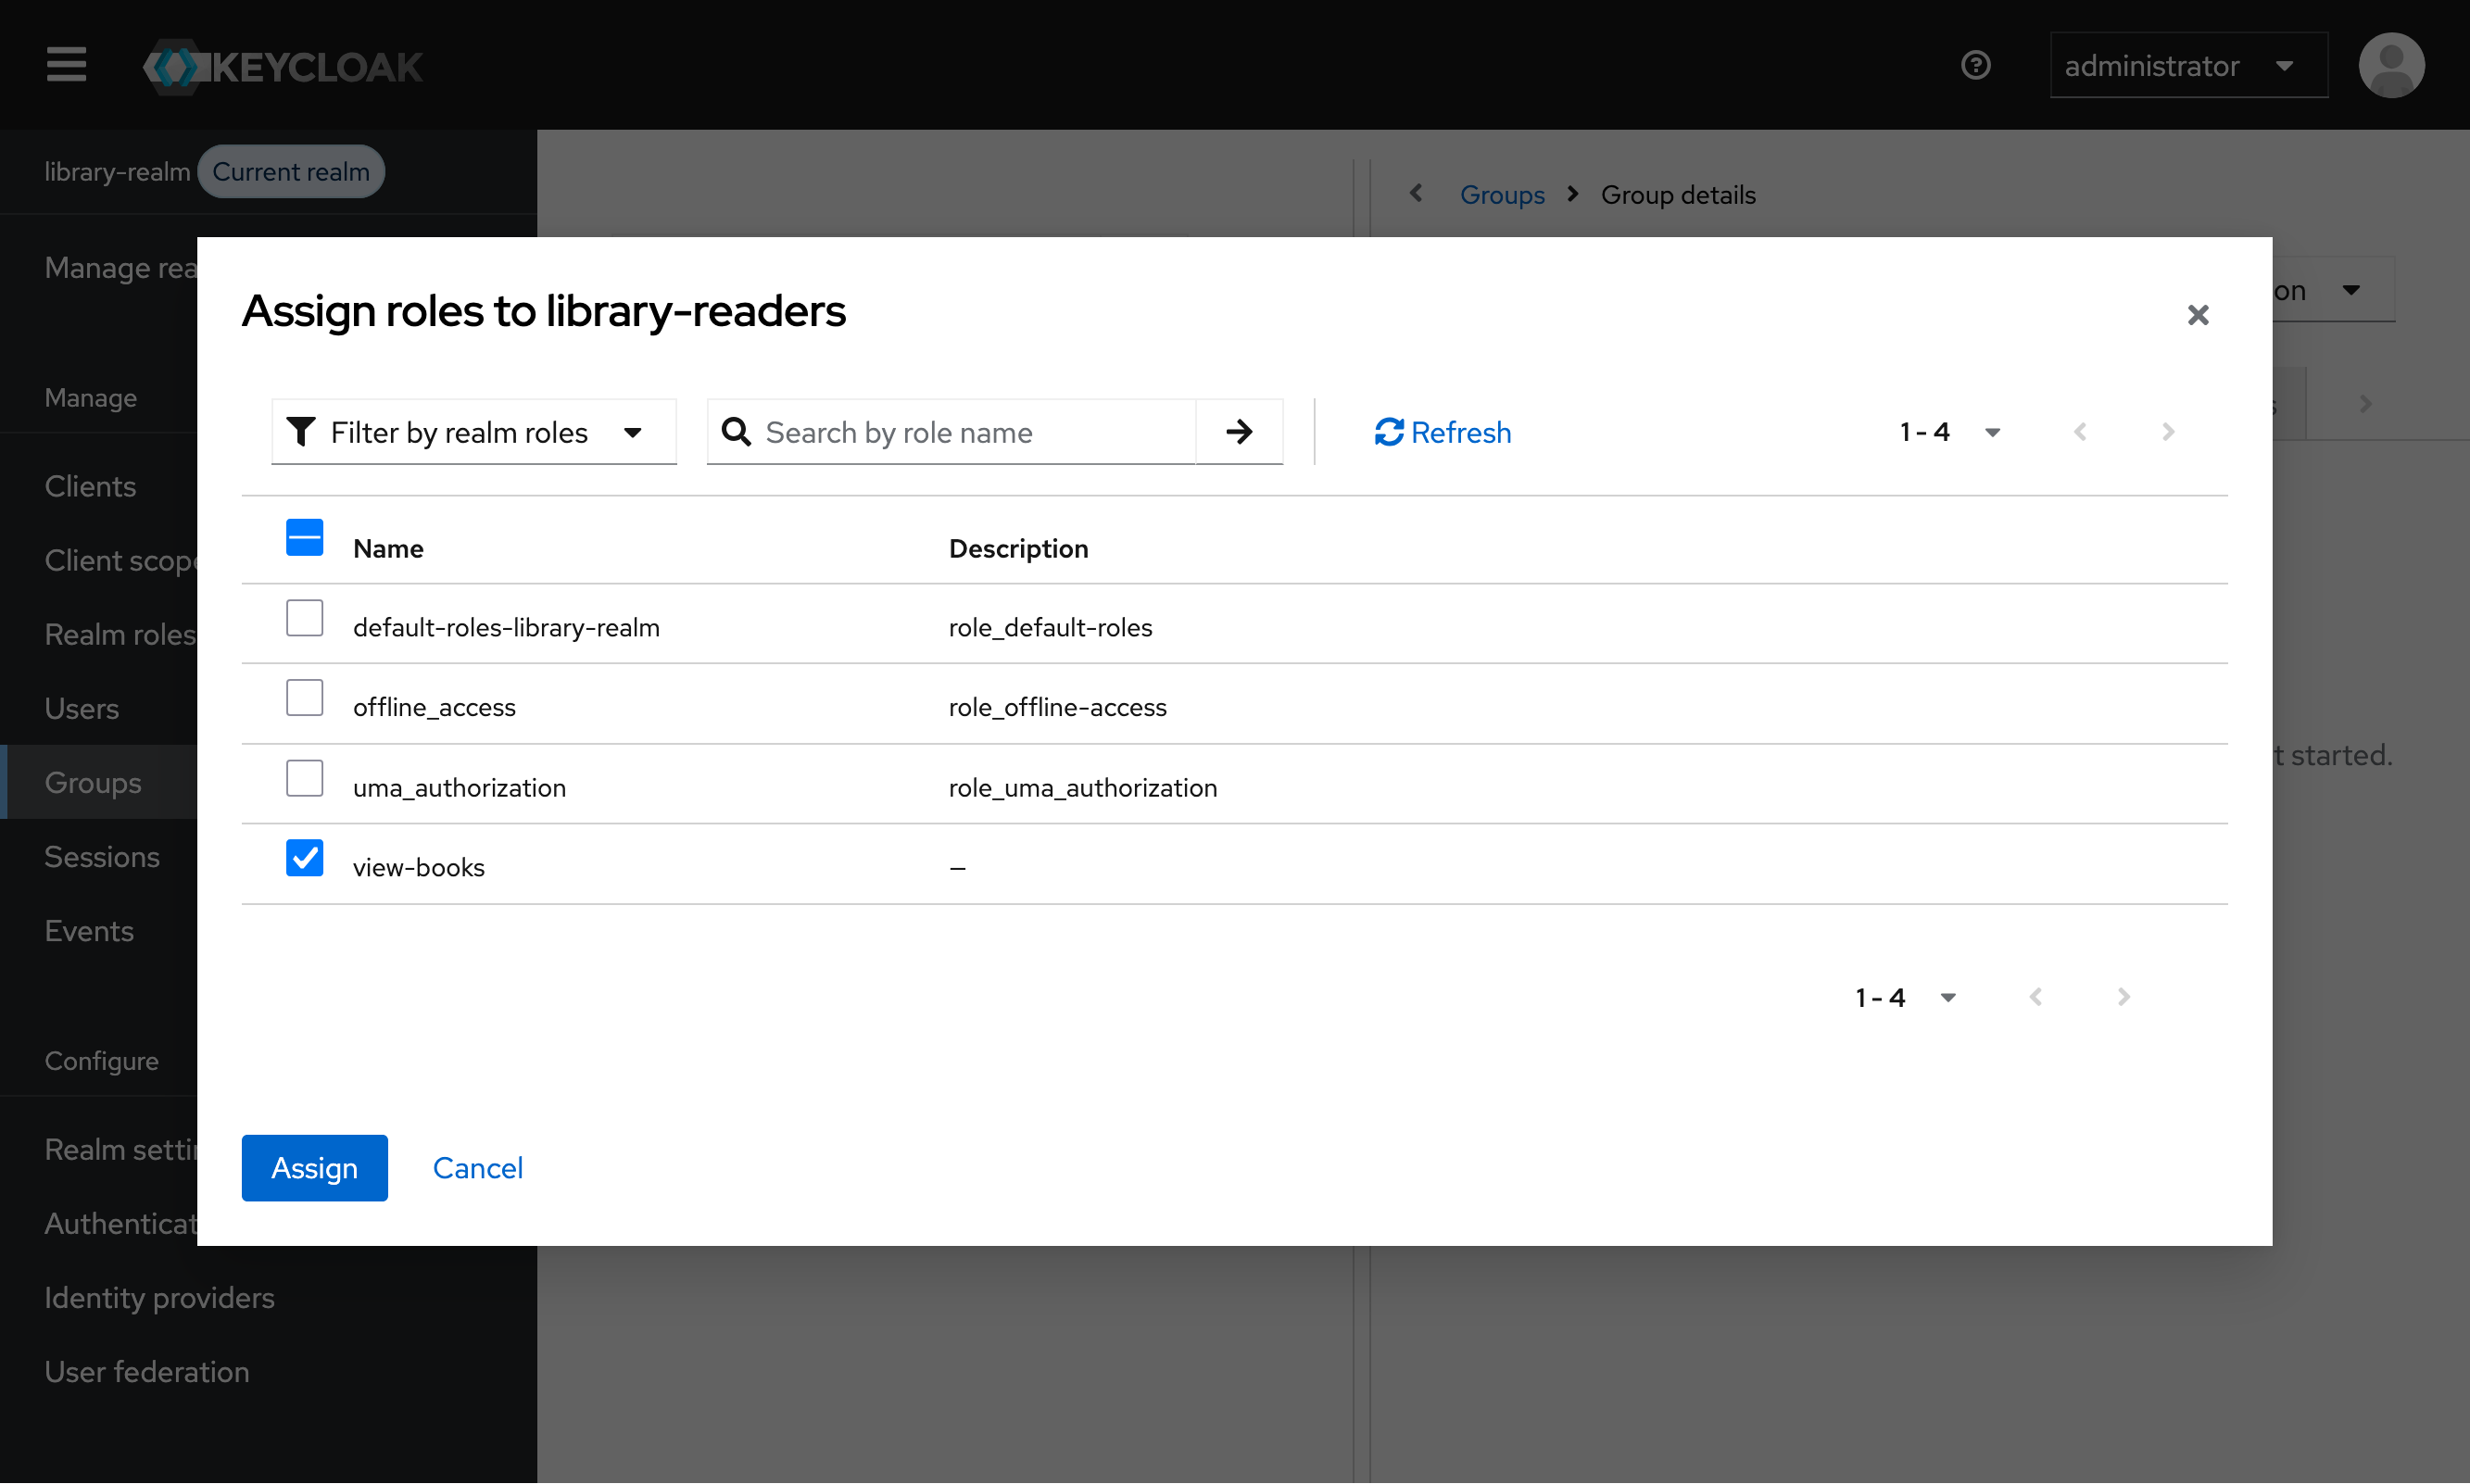 KEYCLOAK
administrator
library-realm Current realm
Groups Group details
Manage rea
Assign roles to library-readers
on
Manage
Filter by realm roles
Search by role name
Refresh
1 - 4
s
Clients
Name Description
Client scope
default-roles-library-realm role_default-roles
Realm roles
offline_access role_offline-access
Users
t started.
Groups
uma_authorization role_uma_authorization
Sessions
view-books —
Events
1 - 4
Configure
Realm settin
Assign Cancel
Authenticat
Identity providers
User federation